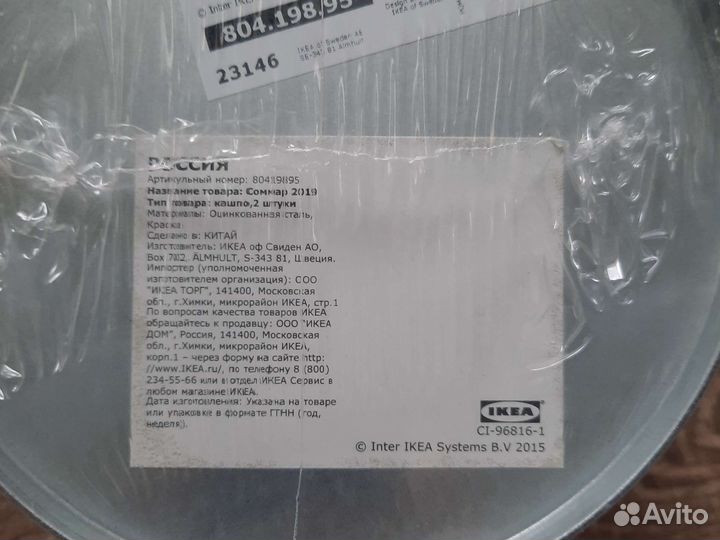 © Inter IKE
804.198.95
23146
IKEA of Sweden AB
SE-343 81 Älmhult
Design a
IKEA of S
РОССИЯ
Артикульный номер: 80419895
Название товара: Соммар 2019
Тип товара: кашпо,2 штуки
Материалы: Оцинкованная сталь,
Краска
Сделано в: КИТАЙ
Изготовитель: ИКЕА оф Свиден АО,
Box 702, ÄLMHULT, S-343 81, Швеция.
Импортер (уполномоченная
изготовителем организация): ООО
"ИКЕА ТОРГ", 141400, Московская
обл., г.Химки, микрорайон ИКЕА, стр.1
По вопросам качества товаров ИКЕА
обращайтесь к продавцу: ООО "ИКЕА
ДОМ", Россия, 141400, Московская
обл., г.Химки, микрорайон ИКЕА,
корп.1 – через форму на сайте http:
//www.IKEA.ru/, по телефону 8 (800)
234-55-66 или в отдел ИКЕА Сервис в
любом магазине ИКЕА.
Дата изготовления: Указана на товаре
или упаковке в формате ГГНН (год,
неделя).
IKEA
CI-96816-1
© Inter IKEA Systems B.V 2015
Avito